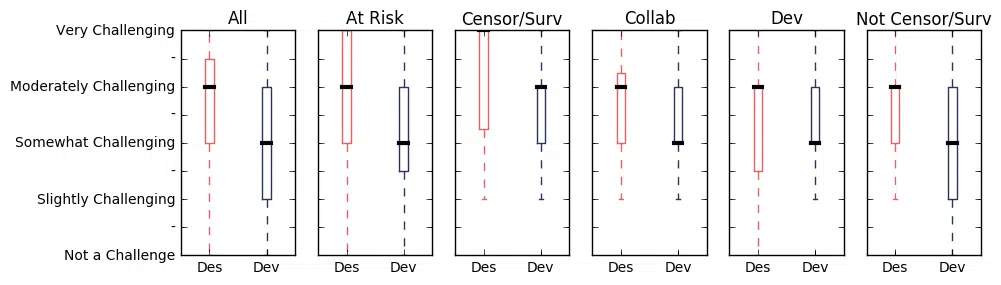 All At Risk Censor/Surv Collab Dev Not Censor/Surv
Very Challenging
-
Moderately Challenging
-
Somewhat Challenging
-
Slightly Challenging
-
Not a Challenge
Des Dev Des Dev Des Dev Des Dev Des Dev Des Dev